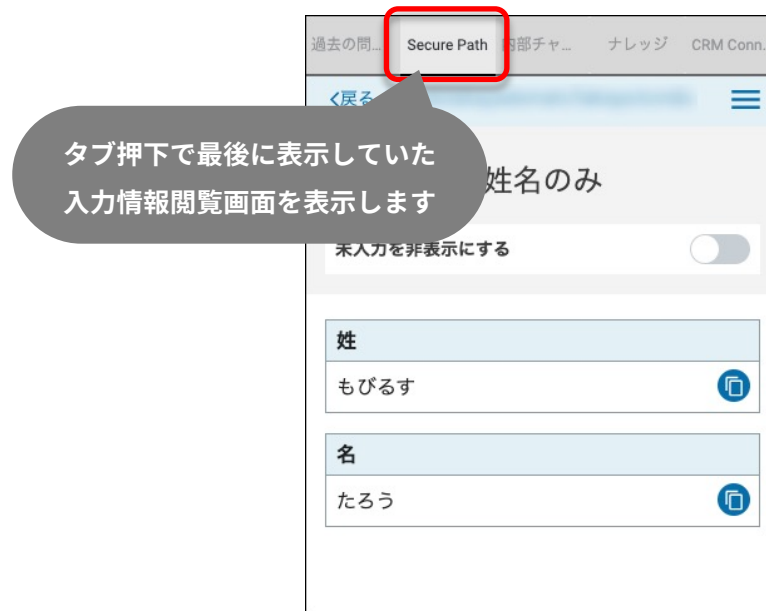 過去の問... Secure Path 内部チャ... ナレッジ CRM Conn.
く戻る
タブ押下で最後に表示していた
入力情報閲覧画面を表示します
姓名のみ
未入力を非表示にする
姓
もびるす
名
たろう